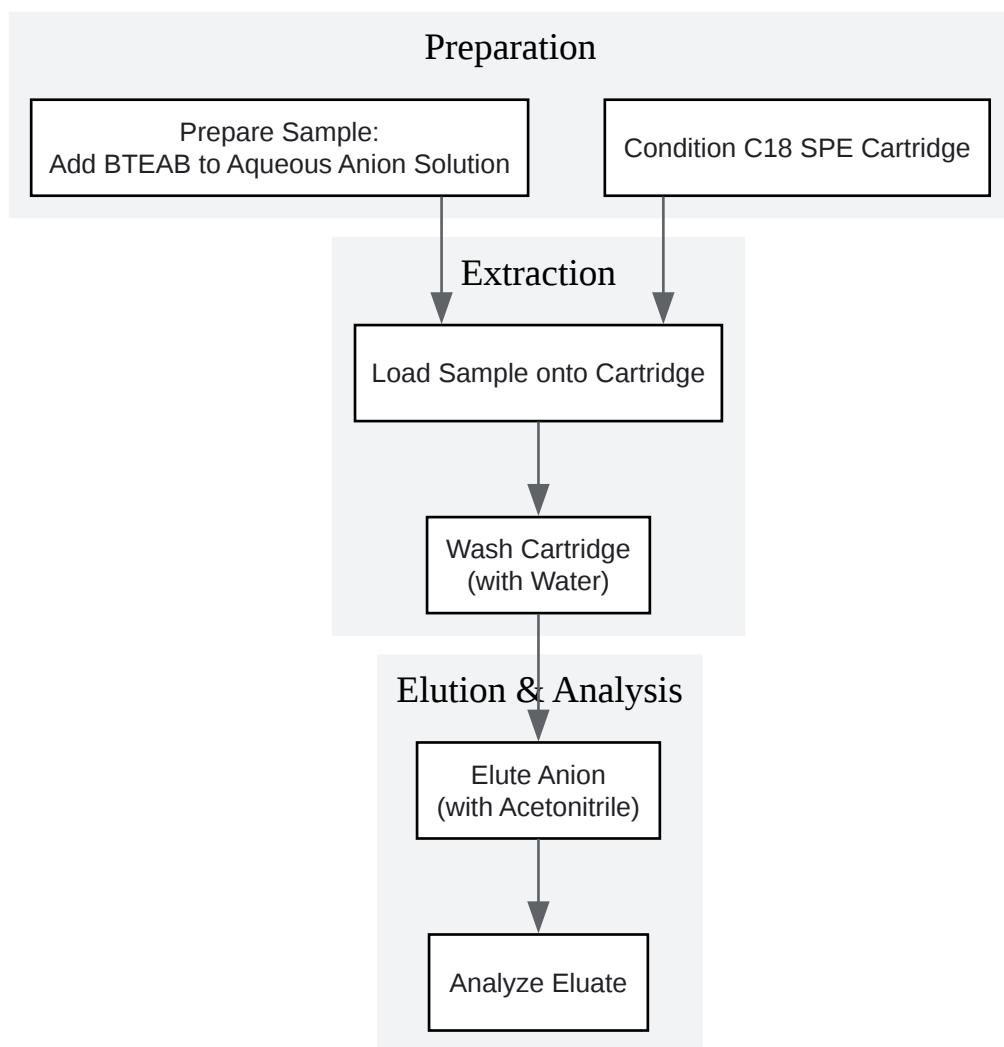 Preparation
Prepare Sample:
Add BTEAB to Aqueous Anion Solution
Condition C18 SPE Cartridge
Extraction
Load Sample onto Cartridge
Wash Cartridge
(with Water)
Elution & Analysis
Elute Anion
(with Acetonitrile)
Analyze Eluate